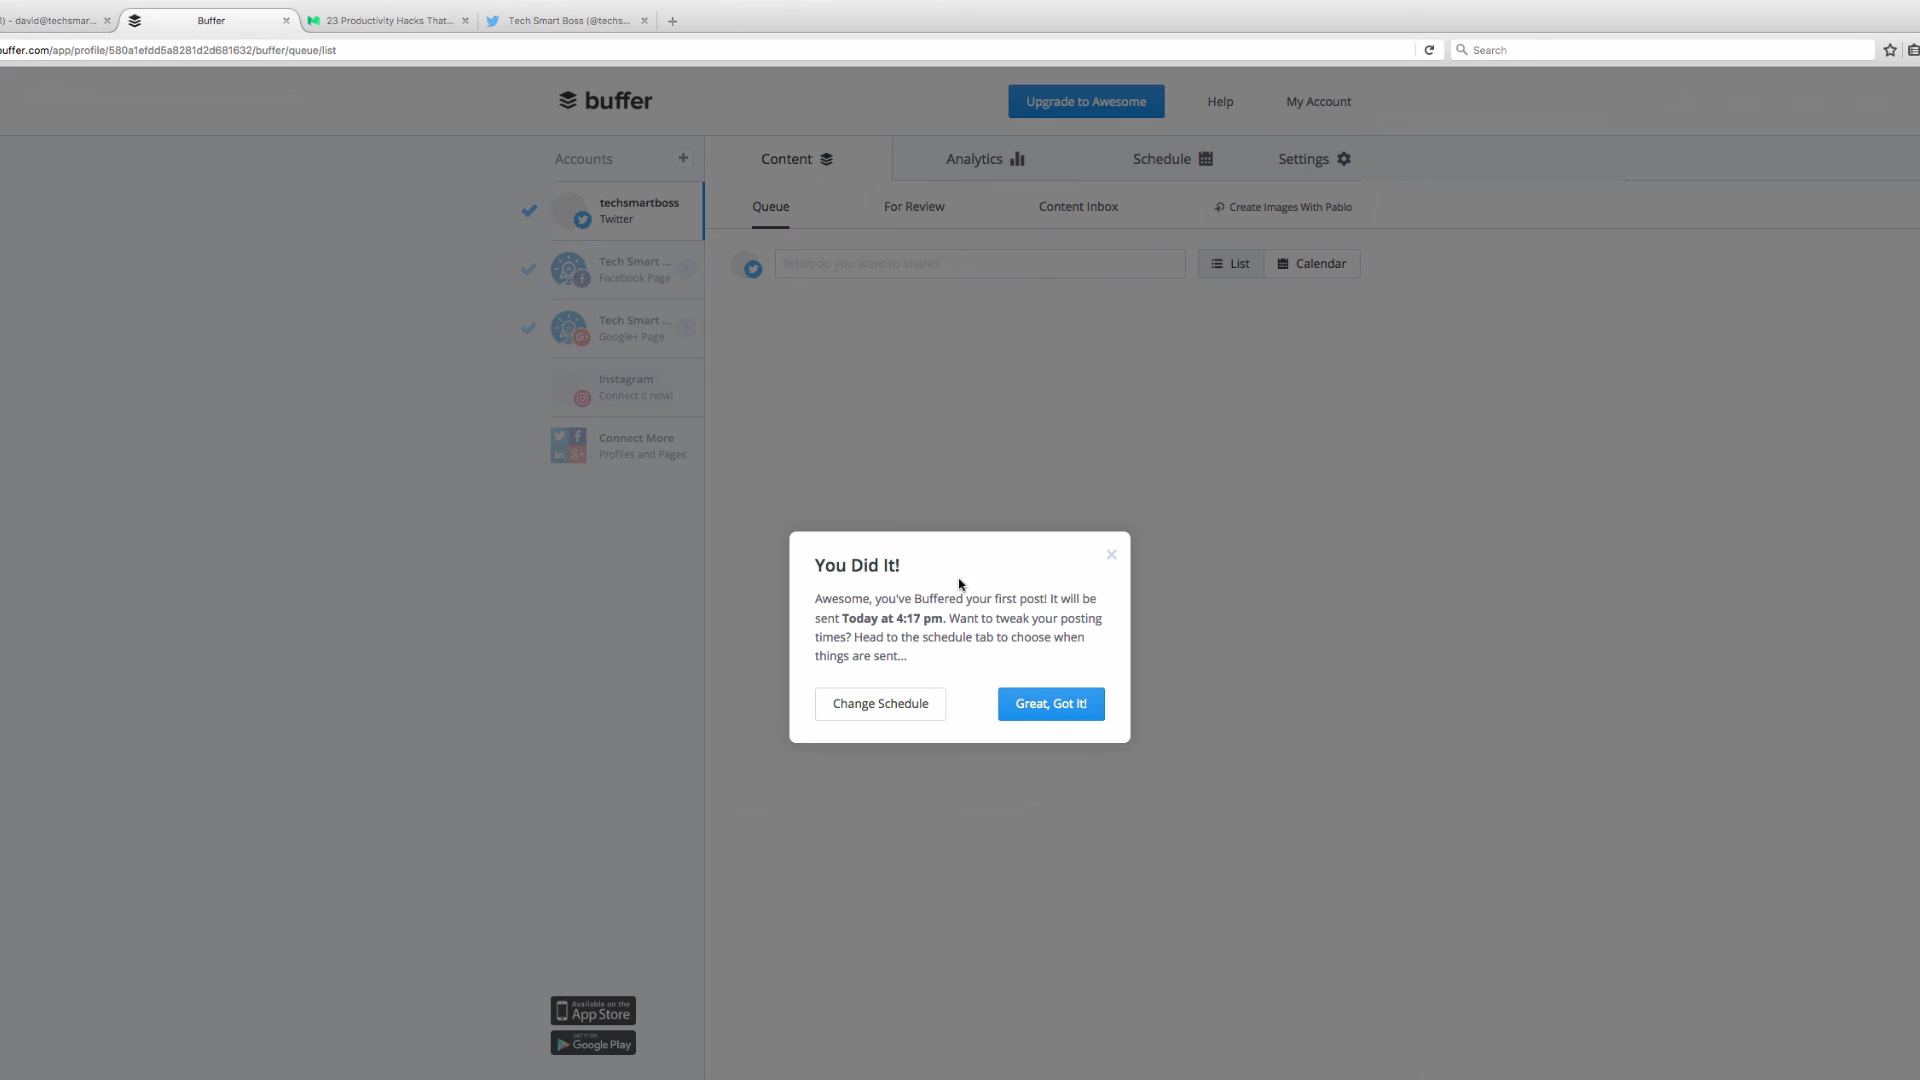 ) - david@techsmar...
Buffer
23 Productivity Hacks That...
Tech Smart Boss (@techs...
buffer.com/app/profile/580a1efdd5a8281d2d681632/buffer/queue/list
Search
buffer
Upgrade to Awesome
Help
My Account
Accounts
+
Content
Analytics
Schedule
Settings
techsmartboss
Twitter
Queue
For Review
Content Inbox
Create Images With Pablo
What do you want to share?
List
Calendar
Tech Smart ...
1
Facebook Page
Tech Smart ...
1
Google+ Page
Instagram
Connect it now!
Connect More
Profiles and Pages
You Did It!
Awesome, you've Buffered your first post! It will be
sent Today at 4:17 pm. Want to tweak your posting
times? Head to the schedule tab to choose when
things are sent...
Change Schedule
Great, Got It!
Available on the
App Store
GET IT ON
Google Play